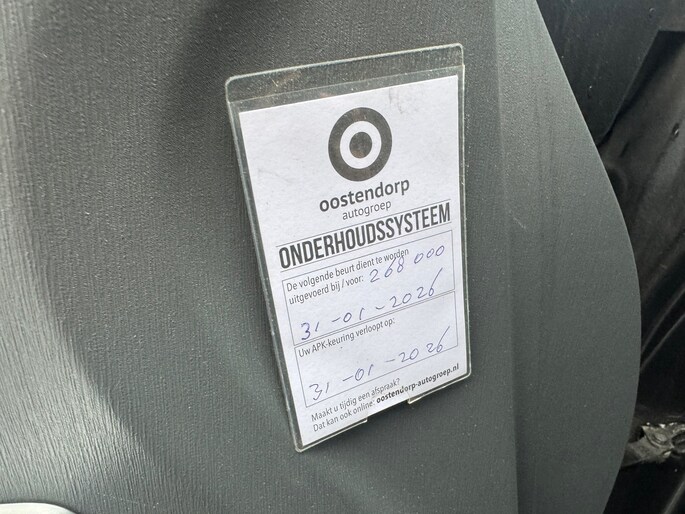 oostendorp
autogroep
ONDERHOUDSSYSTEEM
De volgende beurt dient te worden
uitgevoerd bij / voor: 268 000
31-01-2026
Uw APK-keuring verloopt op:
31-01-2026
Maakt u tijdig een afspraak?
Dat kan ook online: oostendorp-autogroep.nl